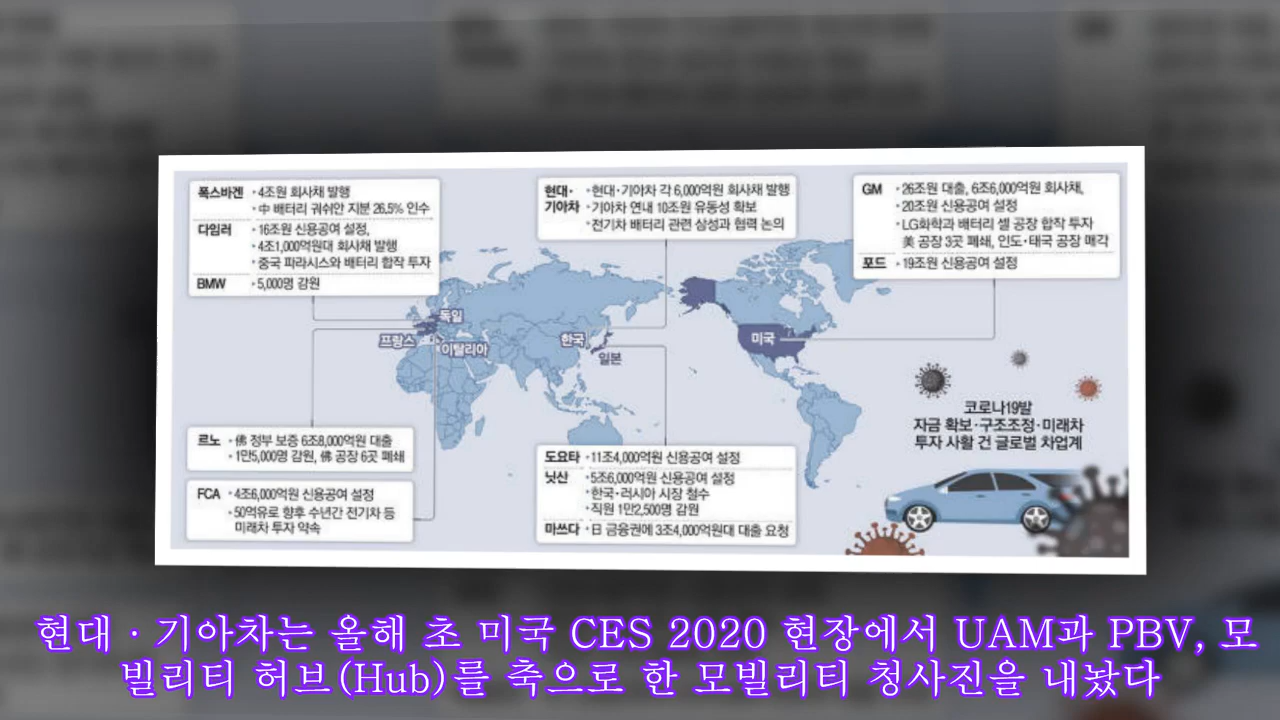 폭스바겐 •4조원 회사채 발행
•中 배터리 궈쉬안 지분 26.5% 인수
다임러 •16조원 신용공여 설정,
•4조1,000억원대 회사채 발행
•중국 파라시스와 배터리 합작 투자
BMW •5,000명 감원
현대· •현대·기아차 각 6,000억원 회사채 발행
기아차 •기아차 연내 10조원 유동성 확보
•전기차 배터리 관련 삼성과 협력 논의
GM •26조원 대출, 6조6,000억원 회사채,
•20조원 신용공여 설정
•LG화학과 배터리 셀 공장 합작 투자
美 공장 3곳 폐쇄, 인도·태국 공장 매각
포드 •19조원 신용공여 설정
독일
프랑스
이탈리아
한국
일본
미국
르노 •佛 정부 보증 6조8,000억원 대출
•1만5,000명 감원, 佛 공장 6곳 폐쇄
FCA •4조6,000억원 신용공여 설정
•50억유로 향후 수년간 전기차 등
미래차 투자 약속
도요타 •11조4,000억원 신용공여 설정
닛산 •5조6,000억원 신용공여 설정
•한국·러시아 시장 철수
•직원 1만2,500명 감원
마쓰다 •日 금융권에 3조4,000억원대 대출 요청
코로나19발
자금 확보·구조조정·미래차
투자 사활 건 글로벌 차업계
현대·기아차는 올해 초 미국 CES 2020 현장에서 UAM과 PBV, 모
빌리티 허브(Hub)를 축으로 한 모빌리티 청사진을 내놨다